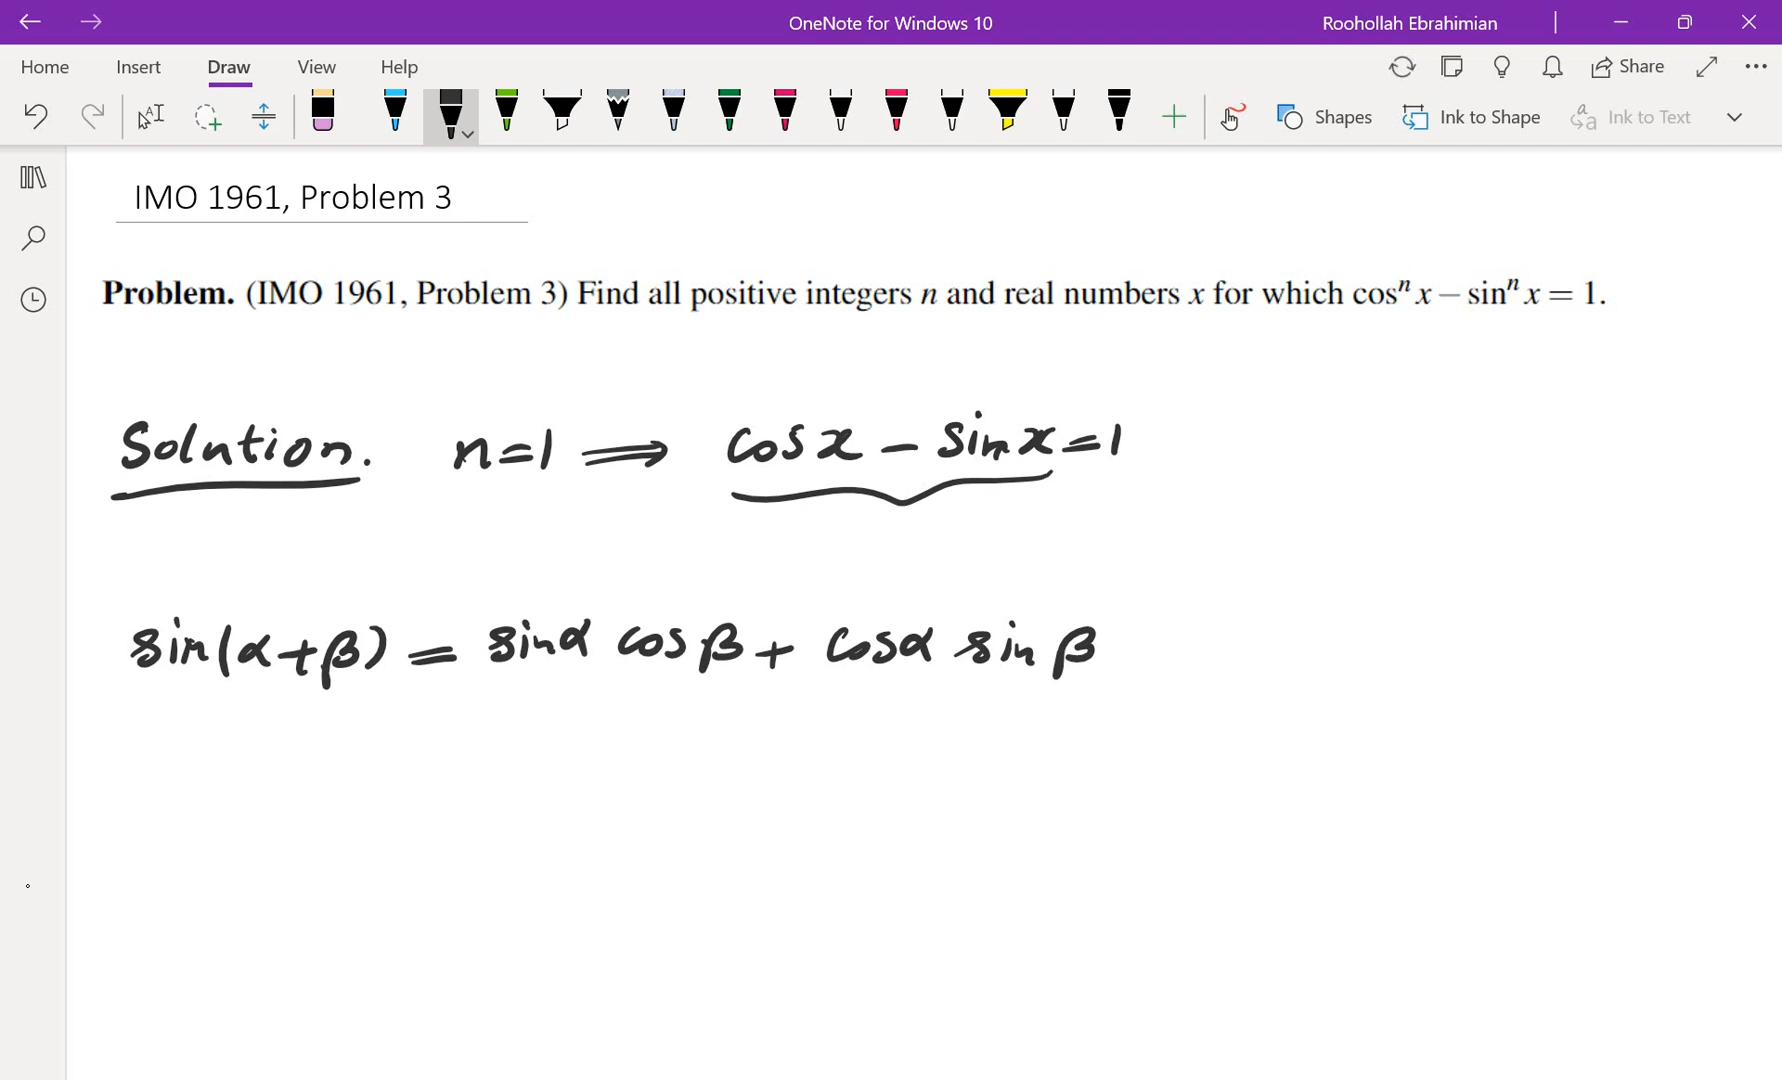 OneNote for Windows 10
Roohollah Ebrahimian
Home Insert Draw View Help
Share
Shapes Ink to Shape Ink to Text
IMO 1961, Problem 3
Problem. (IMO 1961, Problem 3) Find all positive integers n and real numbers x for which cosⁿ x − sinⁿ x = 1.
Solution. n=1 ⟹ cos x − sin x = 1
sin(α+β) = sinα cosβ + cosα sinβ